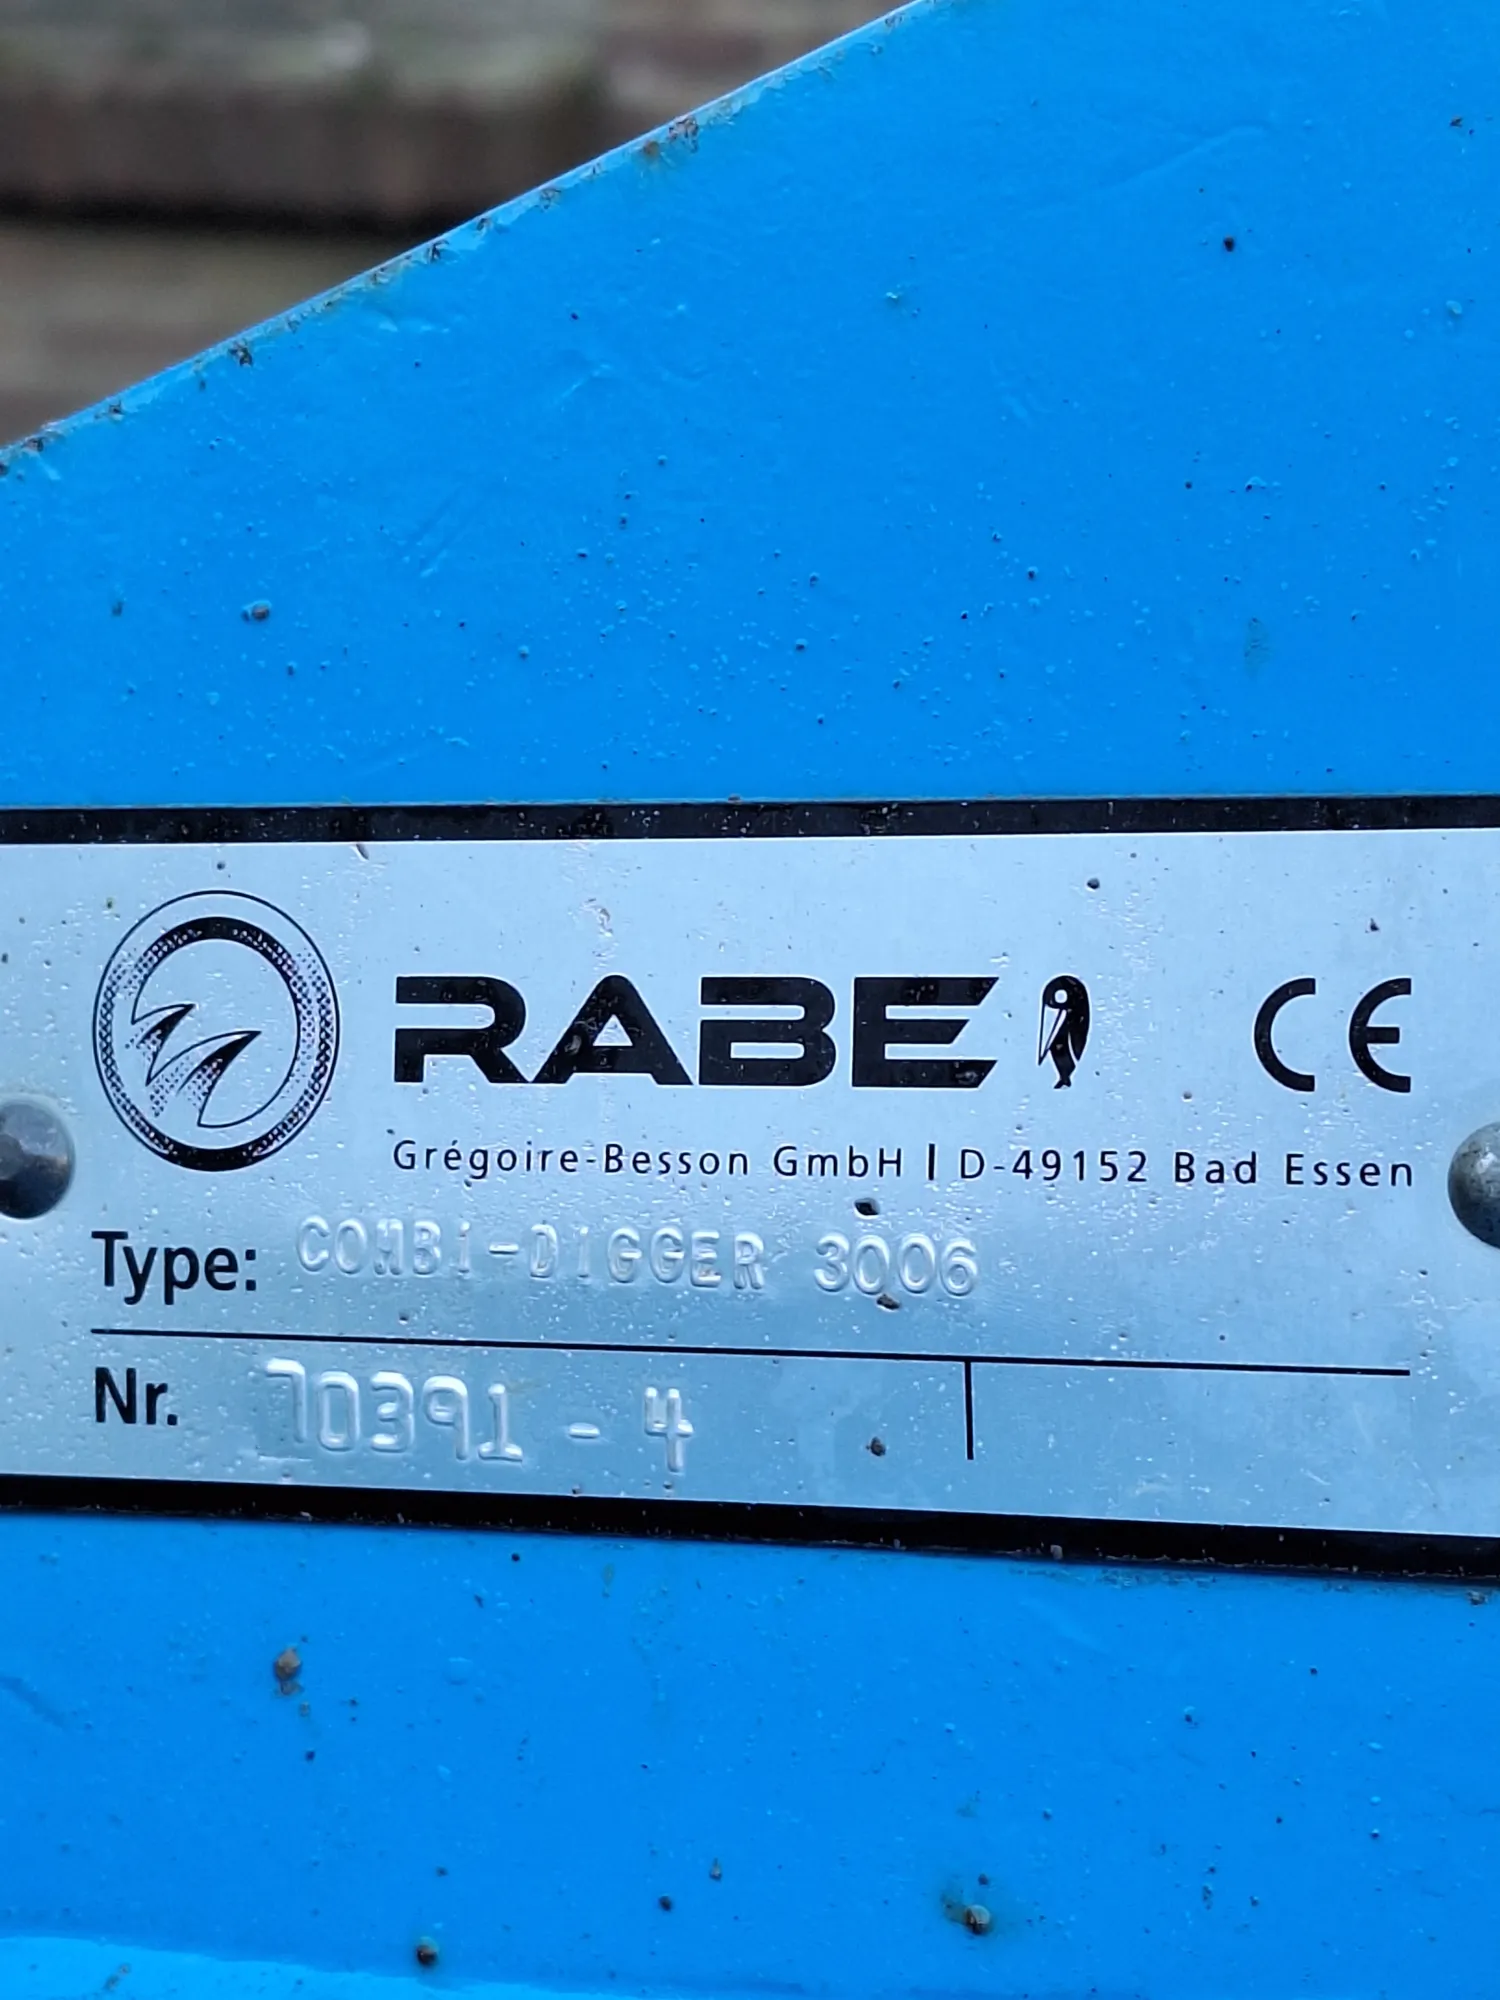 RABE CE
Grégoire-Besson GmbH | D-49152 Bad Essen
Type: COMBI-DIGGER 3006
Nr. 70391-4